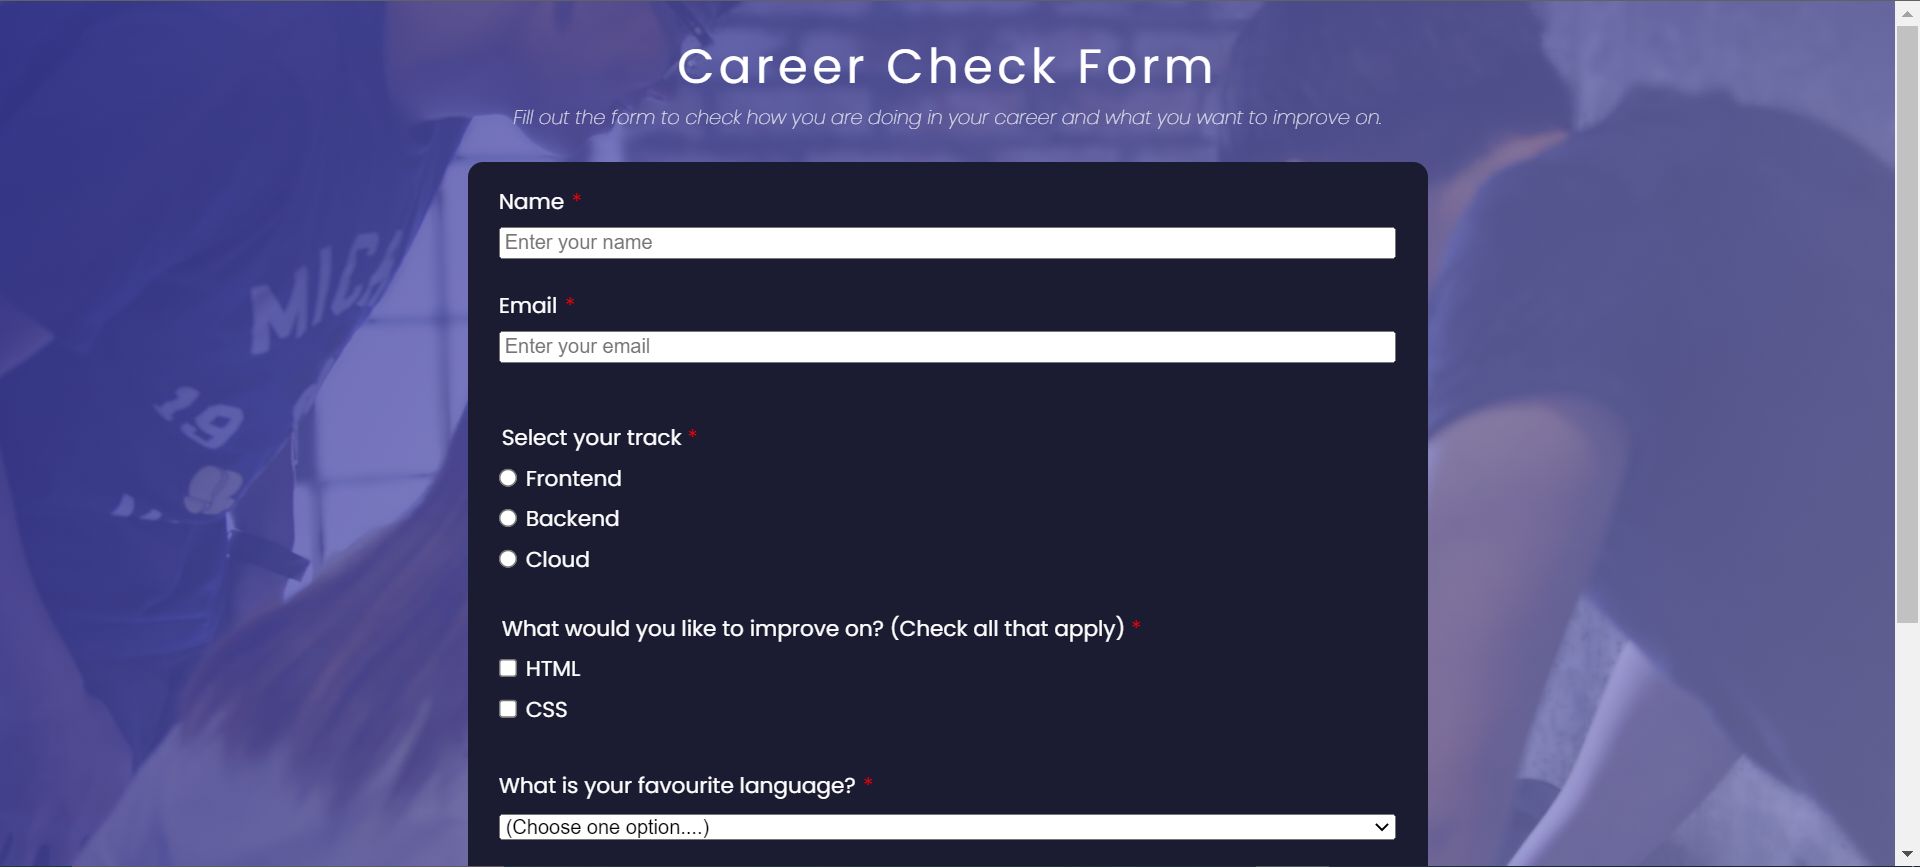 Career Check Form
Fill out the form to check how you are doing in your career and what you want to improve on.
Name *
Enter your name
Email *
Enter your email
Select your track *
Frontend
Backend
Cloud
What would you like to improve on? (Check all that apply) *
HTML
CSS
What is your favourite language? *
(Choose one option....)
MICH
19